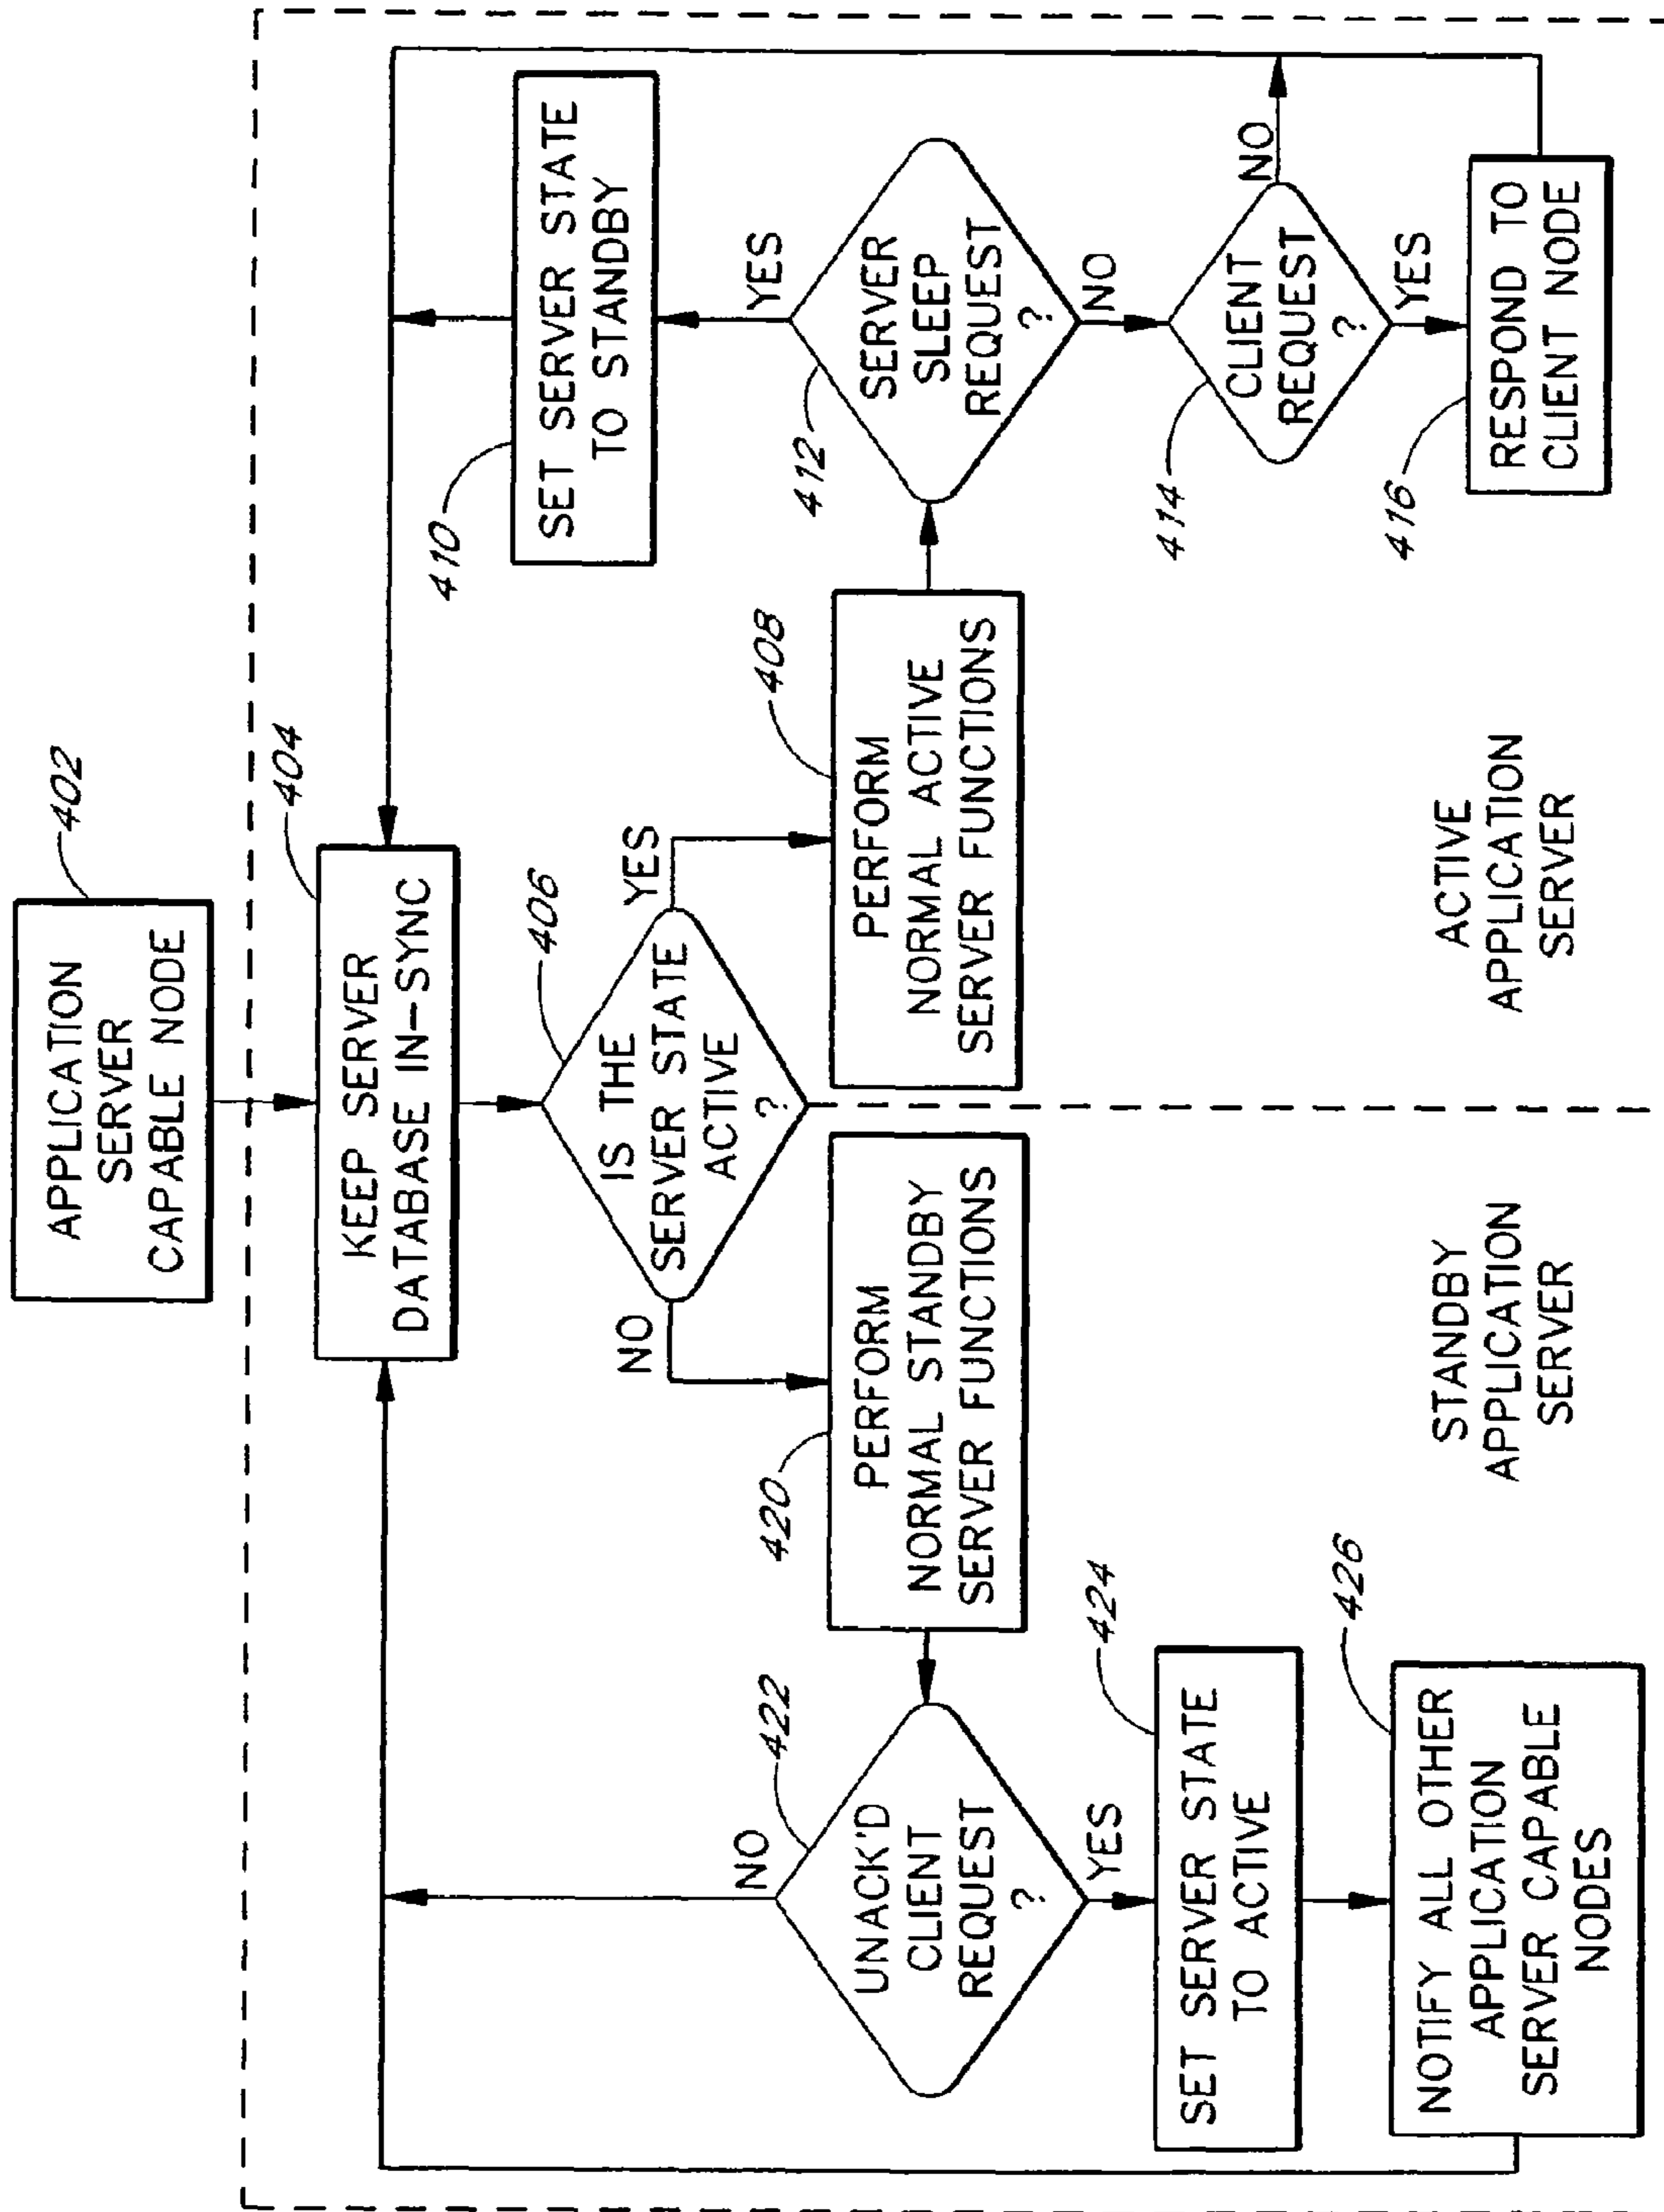 APPLICATION
SERVER
CAPABLE NODE
402
KEEP SERVER
DATABASE IN-SYNC
404
IS THE
SERVER STATE
ACTIVE
?
406
NO
YES
PERFORM
NORMAL STANDBY
SERVER FUNCTIONS
420
UNACK'D
CLIENT
REQUEST
?
422
NO
YES
SET SERVER STATE
TO ACTIVE
424
NOTIFY ALL OTHER
APPLICATION
SERVER CAPABLE
NODES
426
STANDBY
APPLICATION
SERVER
PERFORM
NORMAL ACTIVE
SERVER FUNCTIONS
408
SET SERVER STATE
TO STANDBY
410
YES
SERVER
SLEEP
REQUEST
?
412
NO
CLIENT
REQUEST
?
414
NO
YES
RESPOND TO
CLIENT NODE
416
ACTIVE
APPLICATION
SERVER